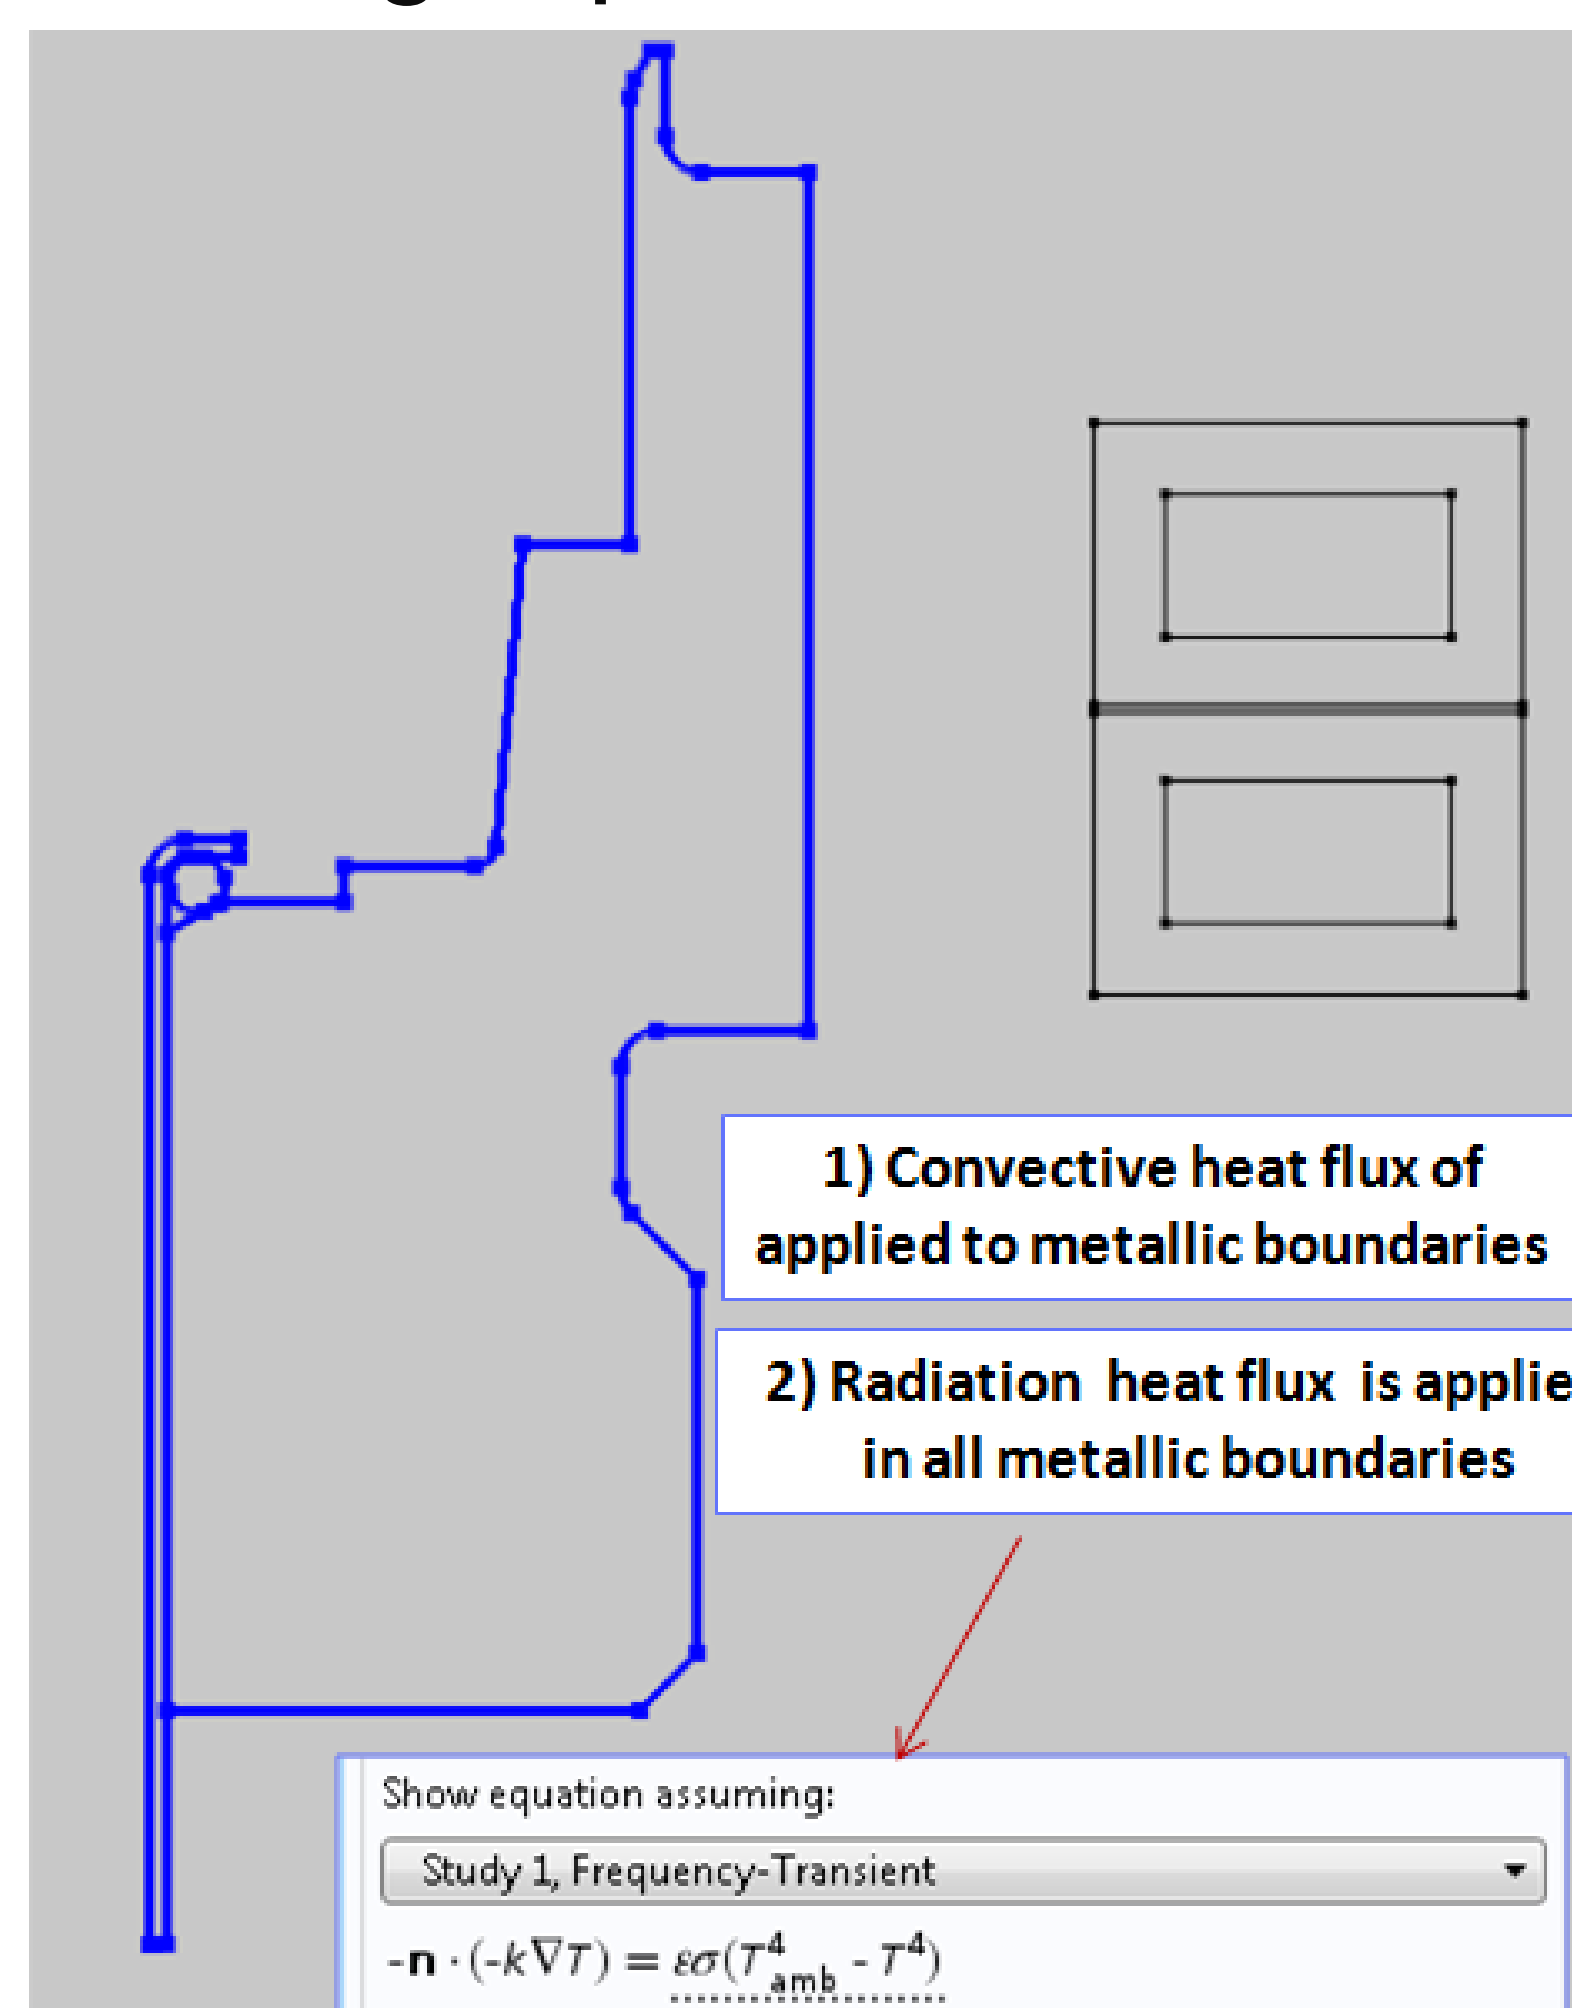 1) Convective heat flux of
applied to metallic boundaries
2) Radiation heat flux is applie
in all metallic boundaries
Show equation assuming:
Study 1, Frequency-Transient
-n · (-k∇T) = εσ(T⁴amb - T⁴)